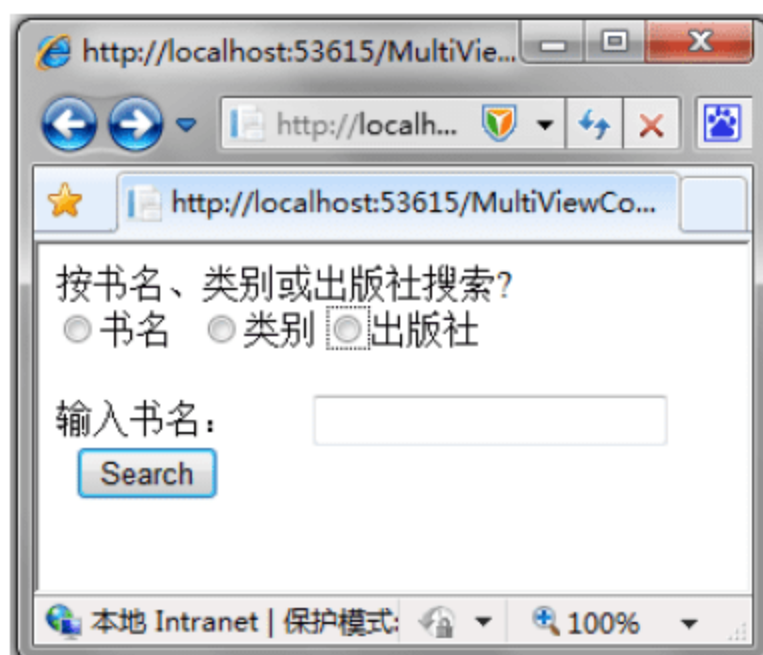 http://localhost:53615/MultiVie...
http://localh...
http://localhost:53615/MultiViewCo...
按书名、类别或出版社搜索?
书名 类别 出版社
输入书名：
Search
本地 Intranet | 保护模式: 100%